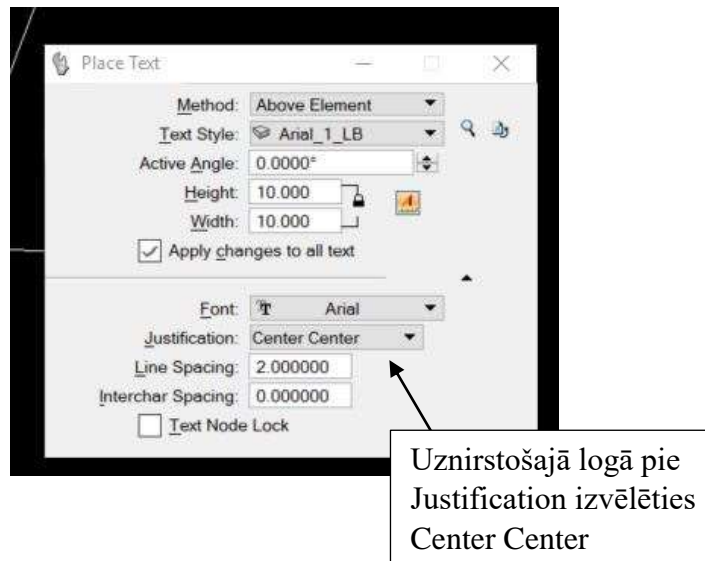 Place Text
Method: Above Element
Text Style: Arial_1_LB
Active Angle: 0.0000°
Height: 10.000
Width: 10.000
Apply changes to all text
Font: Arial
Justification: Center Center
Line Spacing: 2.000000
Interchar Spacing: 0.000000
Text Node Lock
Uznirstošajā logā pie
Justification izvēlēties
Center Center